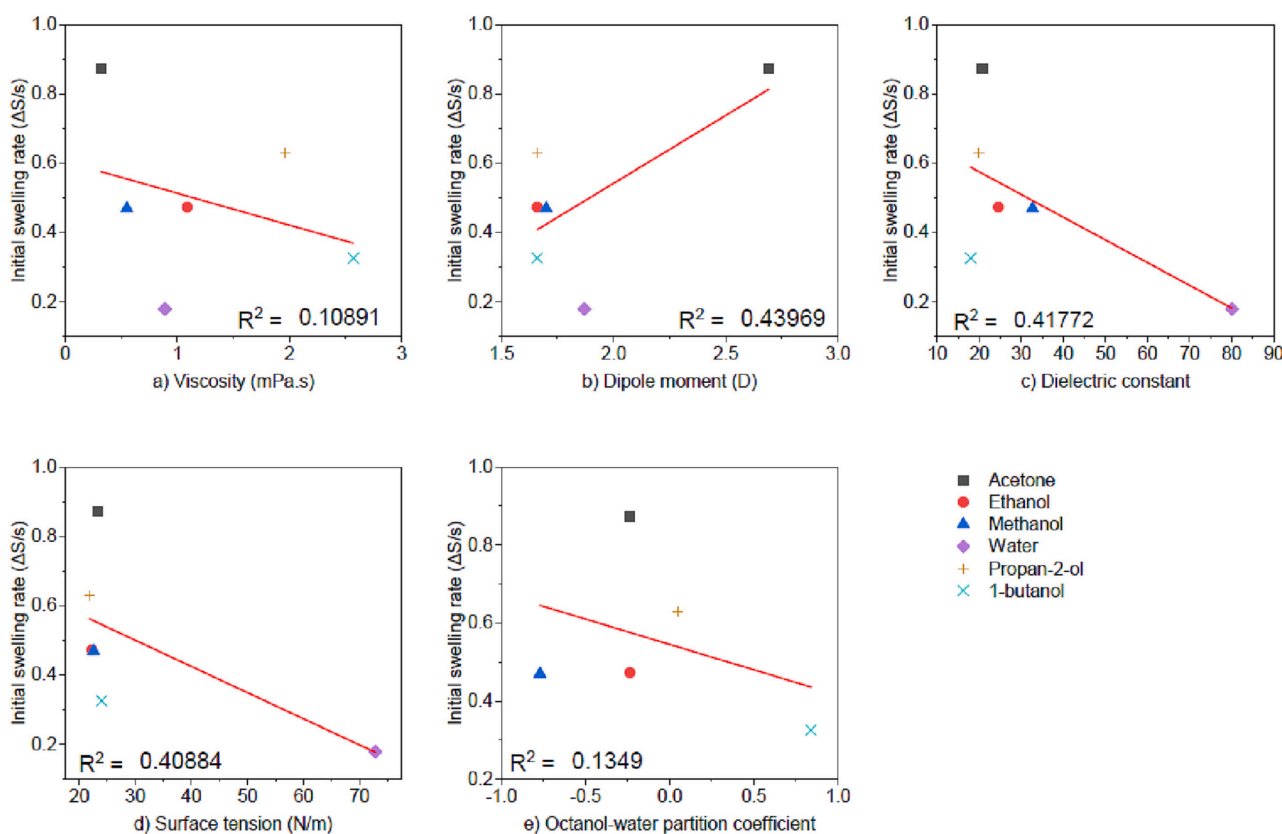 1.0
0.8
0.6
0.4
0.2
Initial swelling rate (ΔS/s)
R² = 0.10891
0 1 2 3
a) Viscosity (mPa.s)
1.0
0.8
0.6
0.4
0.2
Initial swelling rate (ΔS/s)
R² = 0.43969
1.5 2.0 2.5 3.0
b) Dipole moment (D)
1.0
0.8
0.6
0.4
0.2
Initial swelling rate (ΔS/s)
R² = 0.41772
10 20 30 40 50 60 70 80 90
c) Dielectric constant
1.0
0.8
0.6
0.4
0.2
Initial swelling rate (ΔS/s)
R² = 0.40884
20 30 40 50 60 70
d) Surface tension (N/m)
1.0
0.8
0.6
0.4
0.2
Initial swelling rate (ΔS/s)
R² = 0.1349
-1.0 -0.5 0.0 0.5 1.0
e) Octanol-water partition coefficient
Acetone
Ethanol
Methanol
Water
Propan-2-ol
1-butanol